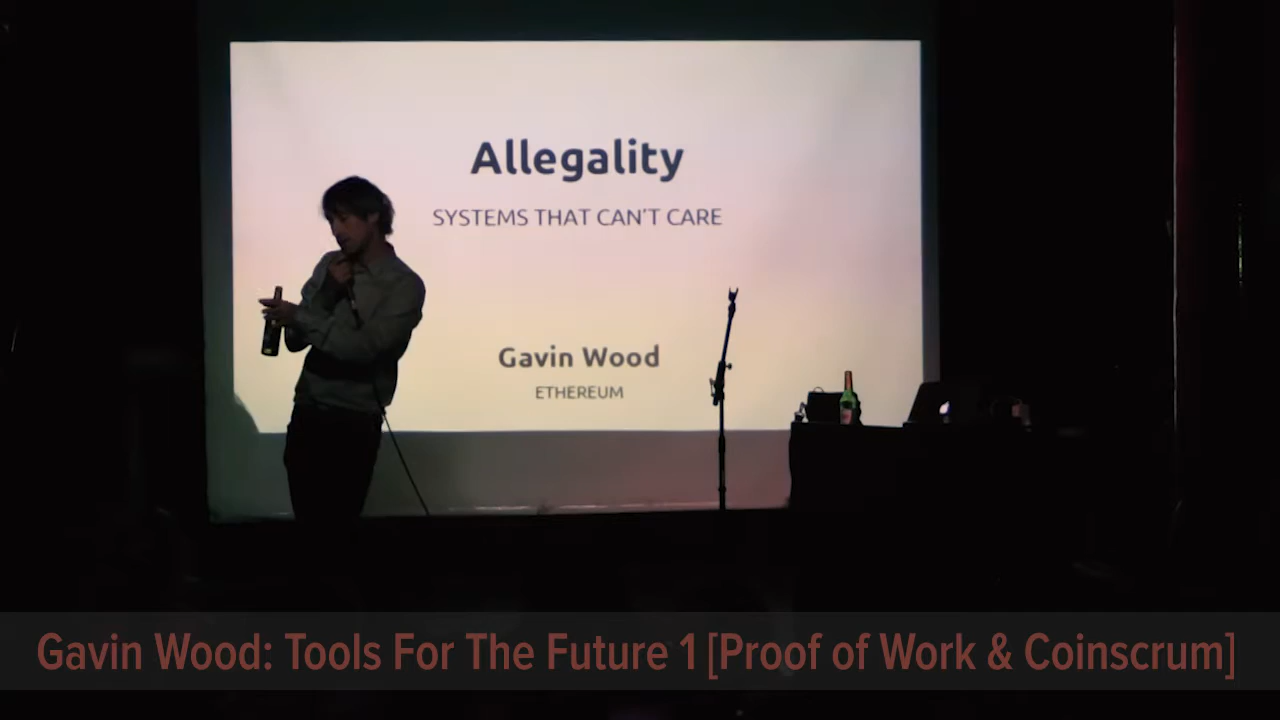 Allegality
SYSTEMS THAT CAN'T CARE
Gavin Wood
ETHEREUM
Gavin Wood: Tools For The Future 1 [Proof of Work & Coinscrum]